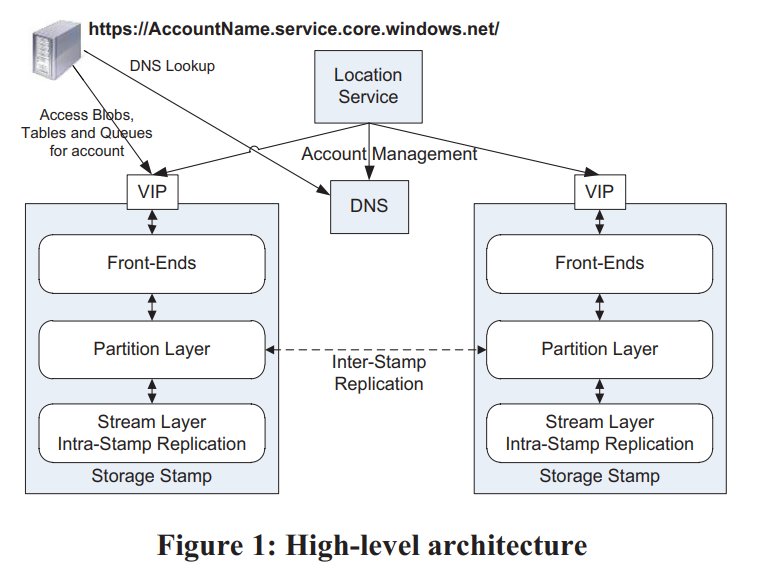 https://AccountName.service.core.windows.net/
DNS Lookup
Location
Service
Access Blobs,
Tables and Queues
for account
Account Management
VIP
DNS
VIP
Front-Ends
Front-Ends
Partition Layer
Inter-Stamp
Replication
Partition Layer
Stream Layer
Intra-Stamp Replication
Storage Stamp
Stream Layer
Intra-Stamp Replication
Storage Stamp
Figure 1: High-level architecture